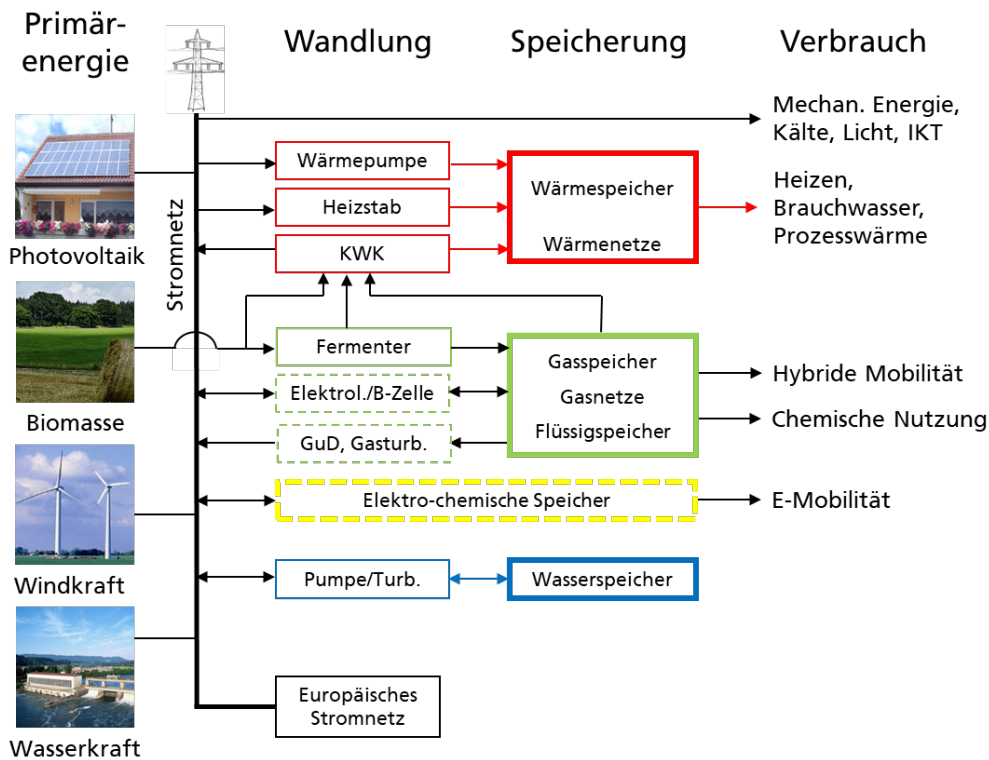 Primär-
energie
Wandlung
Speicherung
Verbrauch
Mechan. Energie,
Kälte, Licht, IKT
Wärmepumpe
Wärmespeicher
Heizen,
Brauchwasser,
Prozesswärme
Heizstab
Wärmenetze
KWK
Photovoltaik
Stromnetz
Fermenter
Gasspeicher
Gasnetze
Flüssigspeicher
Hybride Mobilität
Elektrol./B-Zelle
Chemische Nutzung
Biomasse
GuD, Gasturb.
Elektro-chemische Speicher
E-Mobilität
Windkraft
Pumpe/Turb.
Wasserspeicher
Europäisches
Stromnetz
Wasserkraft